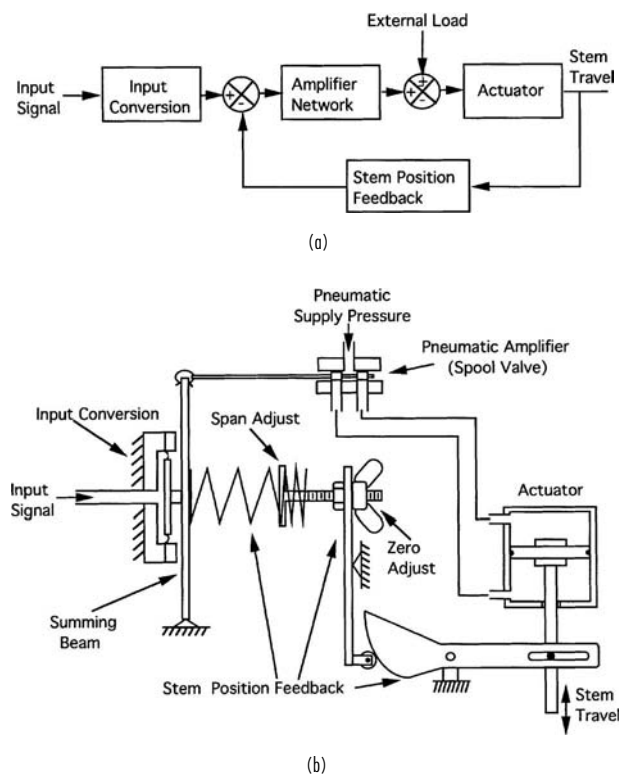 External Load
Stem
Travel
Input
Signal
Input
Conversion
+
-
Amplifier
Network
+
+
-
Actuator
Stem Position
Feedback
(a)
Pneumatic
Supply Pressure
Pneumatic Amplifier
(Spool Valve)
Input Conversion
Span Adjust
Input
Signal
Actuator
Zero
Adjust
Summing
Beam
Stem Position Feedback
Stem
Travel
(b)